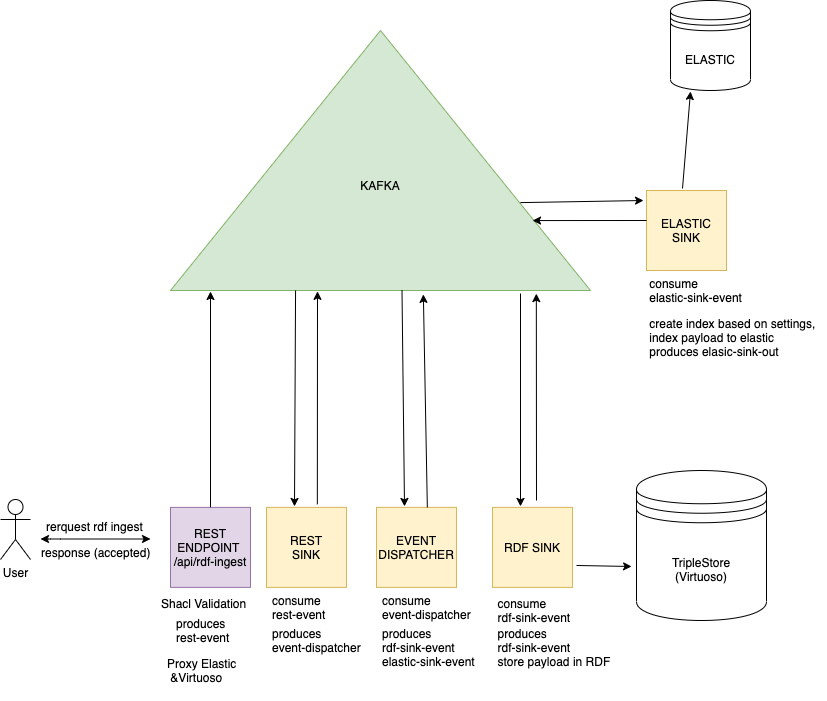 ELASTIC
KAFKA
ELASTIC
SINK
consume
elastic-sink-event
create index based on settings,
index payload to elastic
produces elasic-sink-out
User
rerquest rdf ingest
response (accepted)
REST
ENDPOINT
/api/rdf-ingest
Shacl Validation
produces
rest-event
Proxy Elastic
&Virtuoso
REST
SINK
consume
rest-event
produces
event-dispatcher
EVENT
DISPATCHER
consume
event-dispatcher
produces
rdf-sink-event
elastic-sink-event
RDF SINK
consume
rdf-sink-event
produces
rdf-sink-event
store payload in RDF
TripleStore
(Virtuoso)